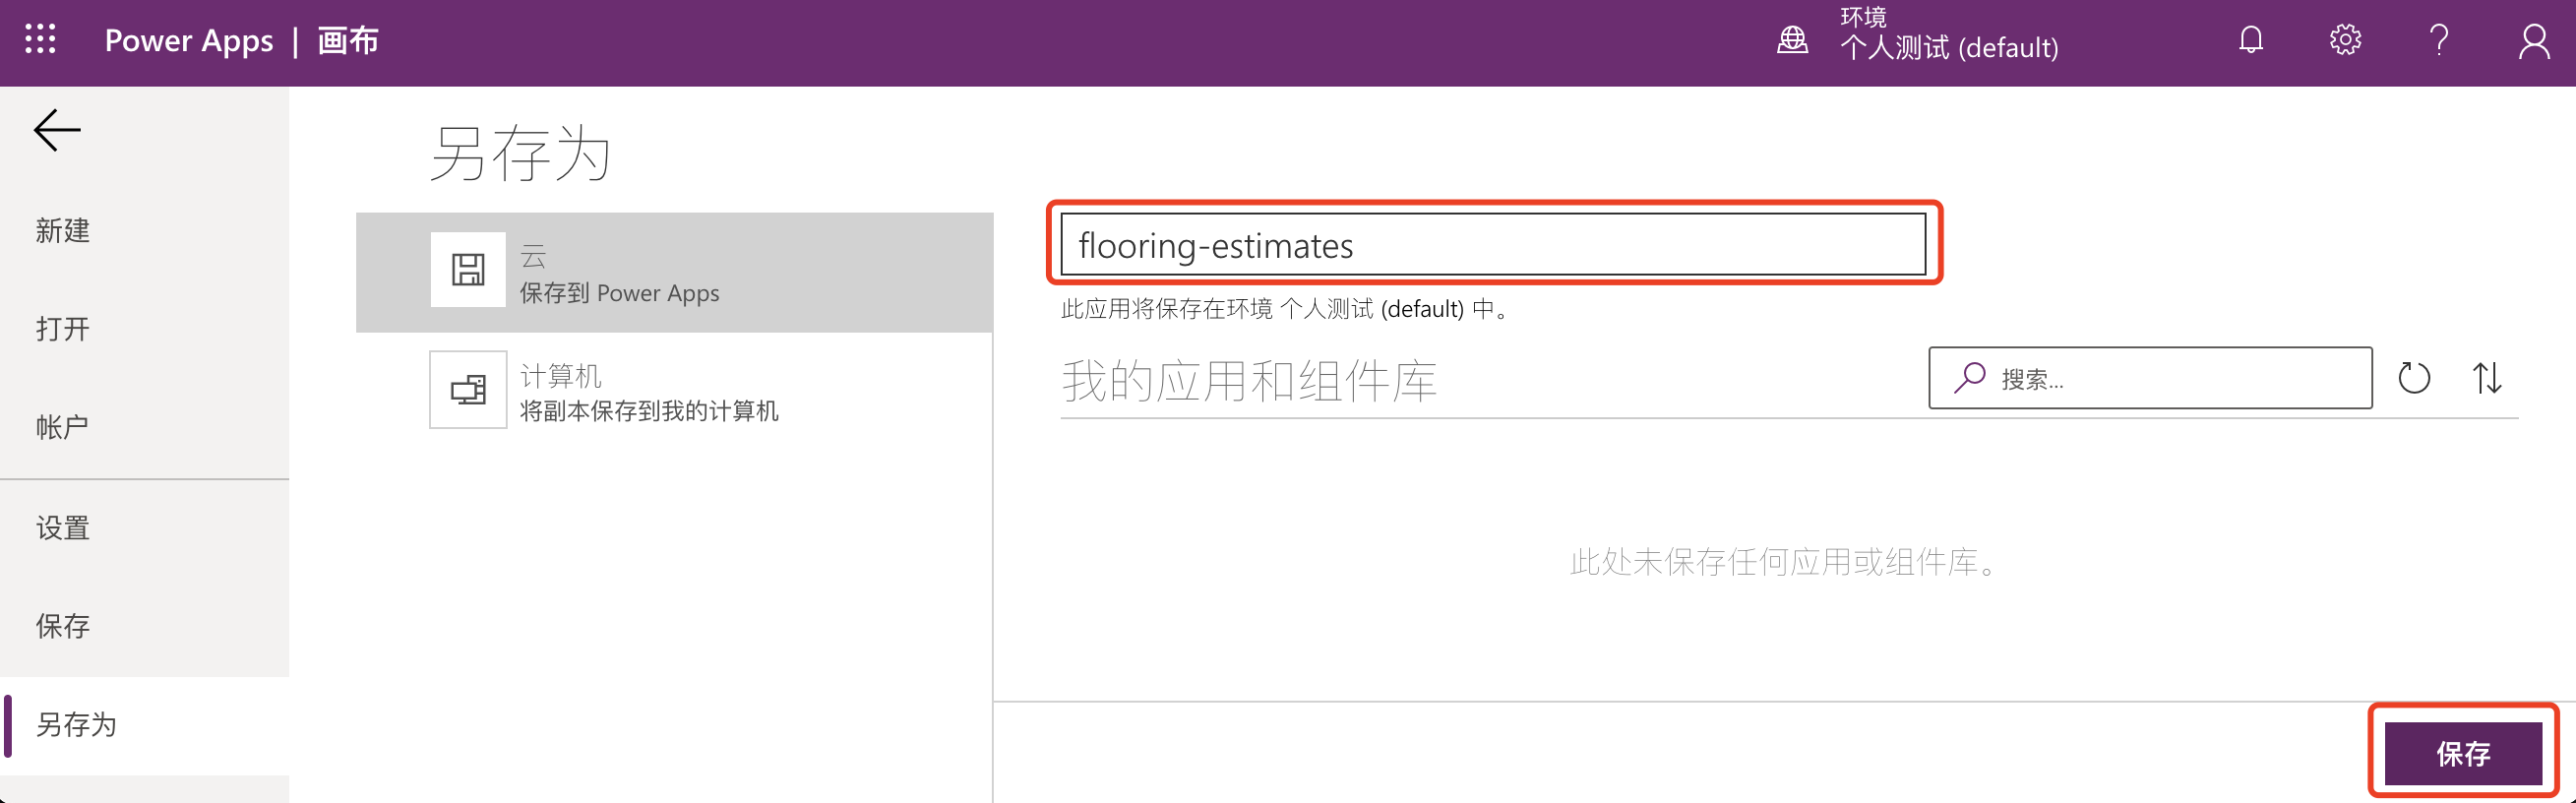 Power Apps | 画布
环境
个人测试 (default)
新建
打开
帐户
设置
保存
另存为
另存为
云
保存到 Power Apps
计算机
将副本保存到我的计算机
flooring-estimates
此应用将保存在环境 个人测试 (default) 中。
我的应用和组件库
搜索...
此处未保存任何应用或组件库。
保存